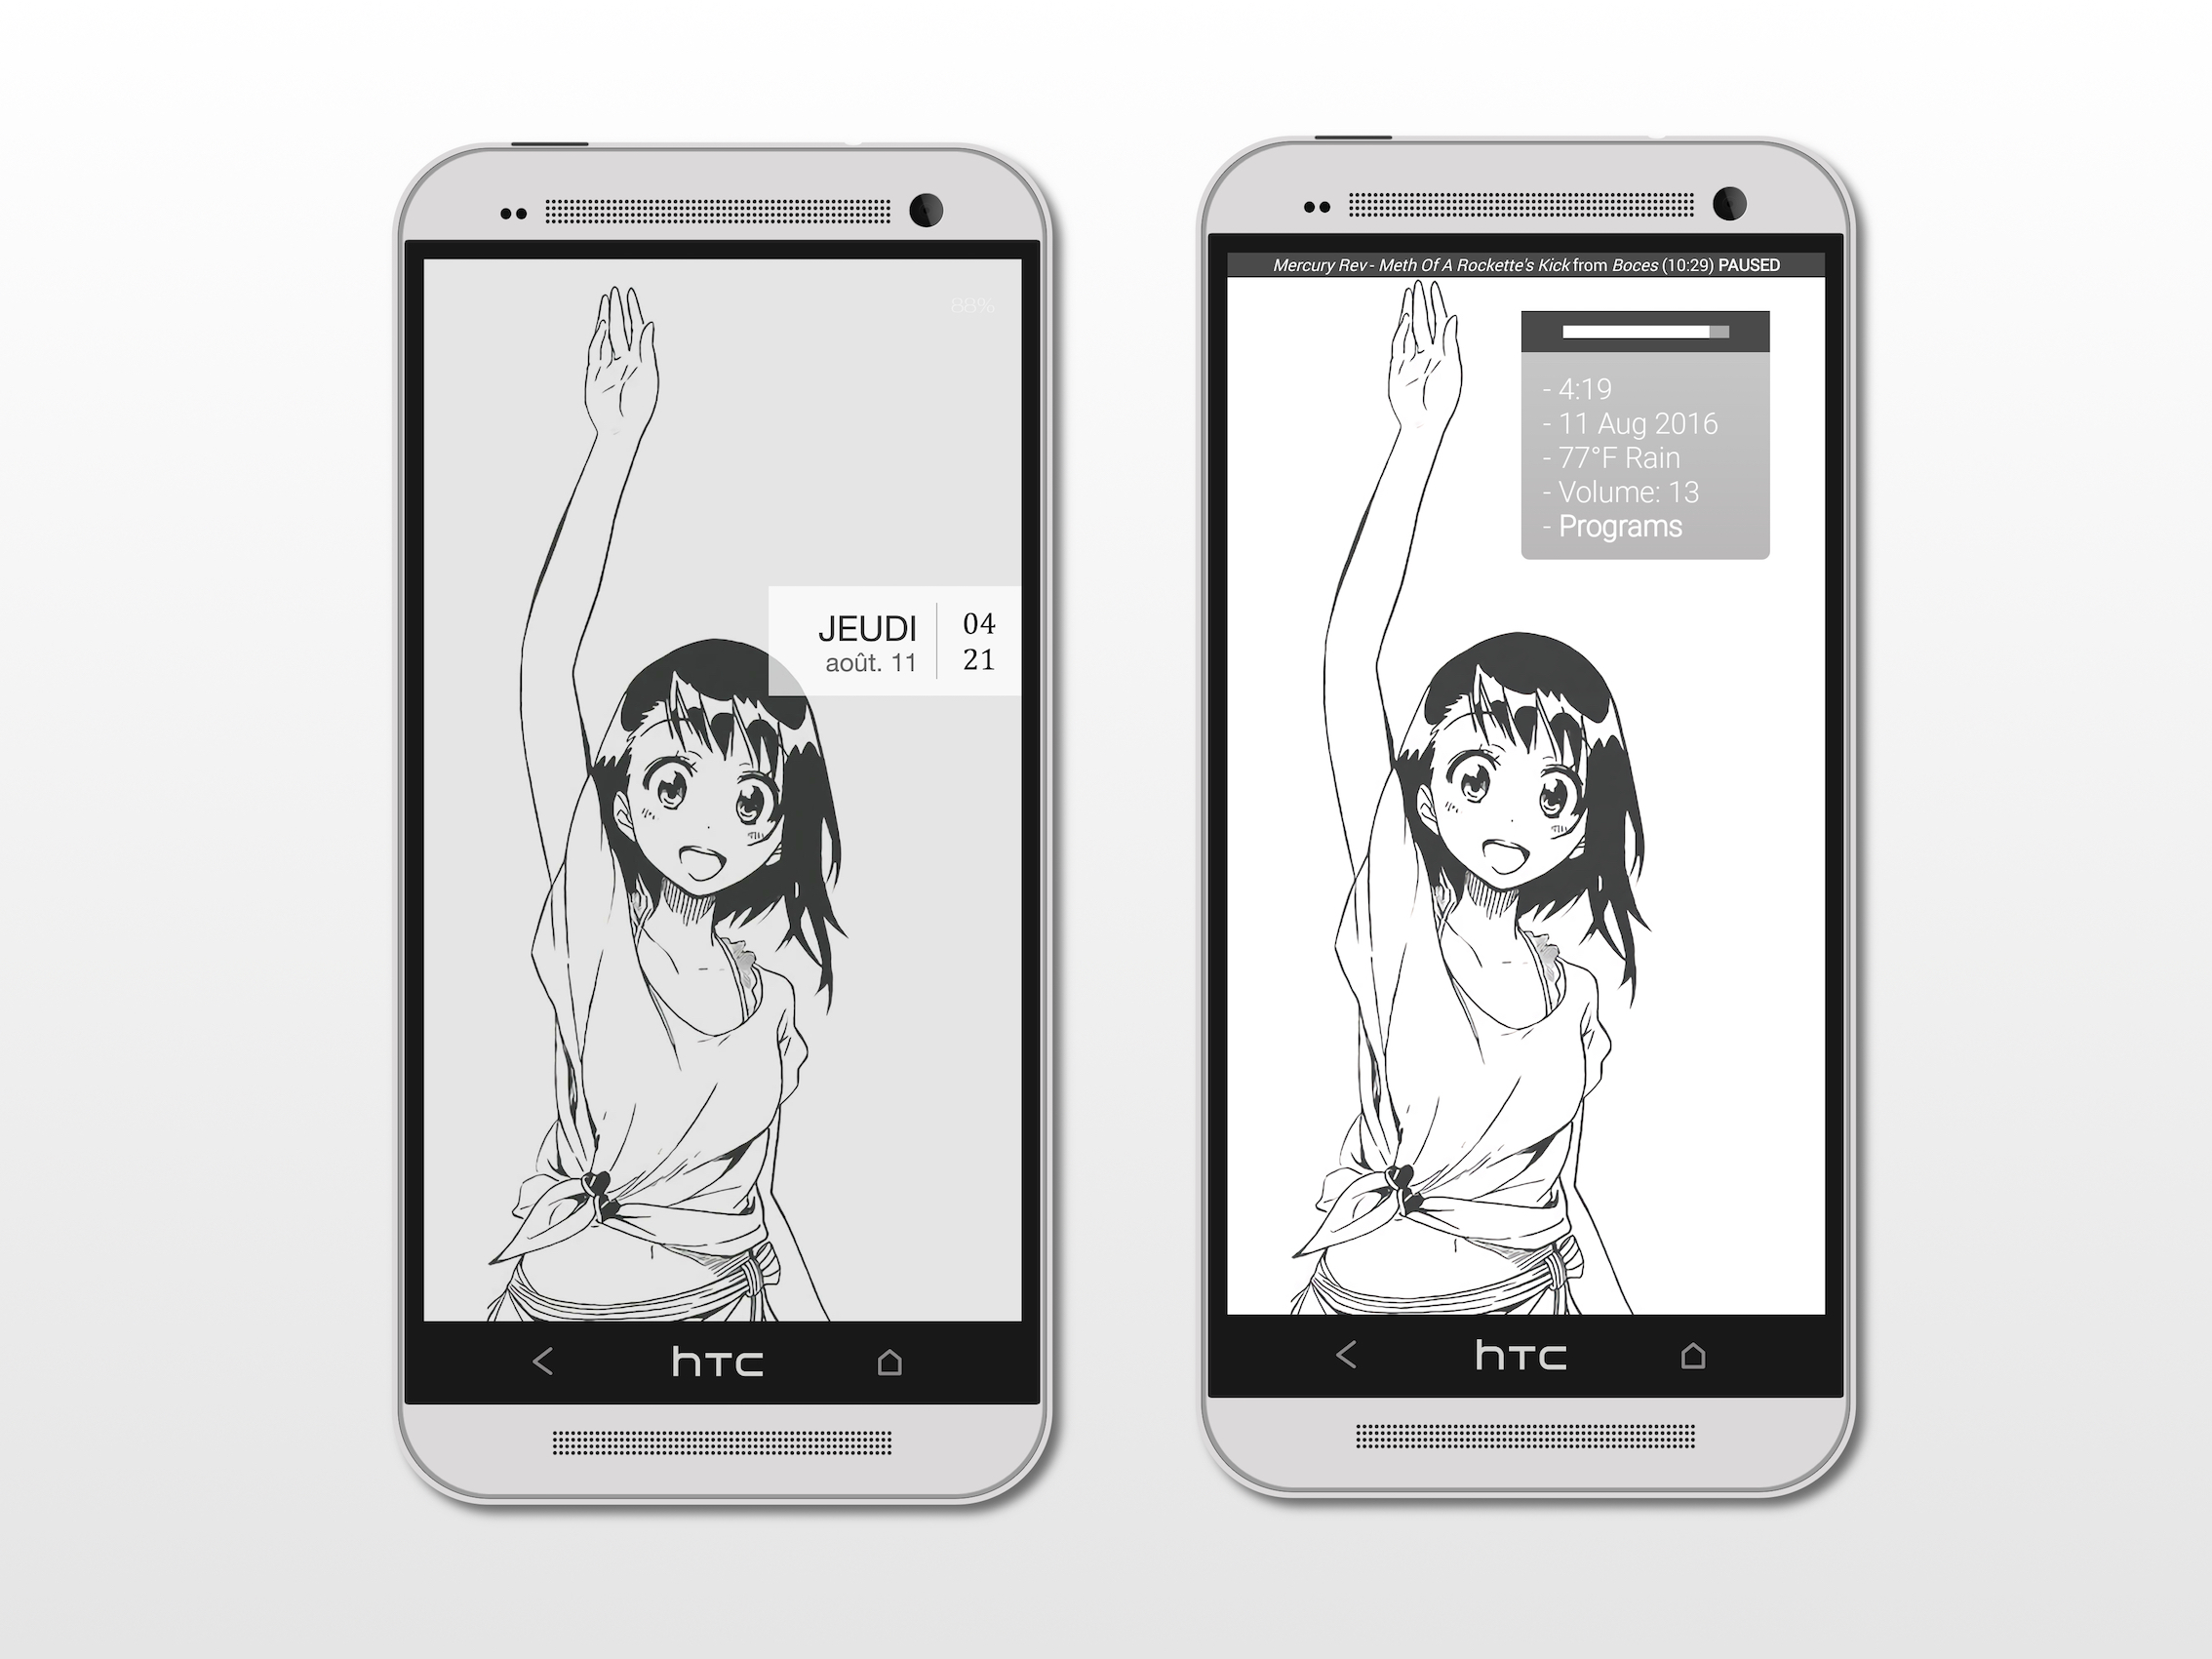 88%
JEUDI
août. 11
04
21
hTC
Mercury Rev - Meth Of A Rockette's Kick from Boces (10:29) PAUSED
- 4:19
- 11 Aug 2016
- 77°F Rain
- Volume: 13
- Programs
hTC